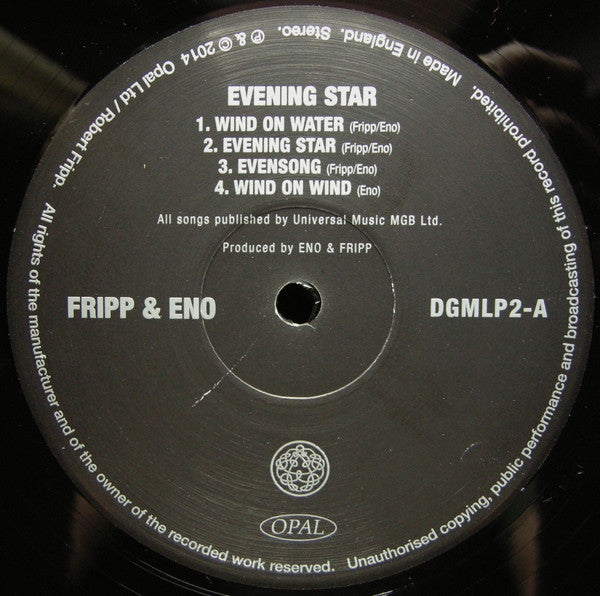 EVENING STAR
1. WIND ON WATER (Fripp/Eno)
2. EVENING STAR (Fripp/Eno)
3. EVENSONG (Fripp/Eno)
4. WIND ON WIND (Eno)
All songs published by Universal Music MGB Ltd.
Produced by ENO & FRIPP
FRIPP & ENO
DGMLP2-A
OPAL
℗ & © 2014 Opal Ltd / Robert Fripp. All rights of the manufacturer and of the owner of the recorded work reserved. Unauthorised copying, public performance and broadcasting of this record prohibited. Made in England. Stereo.